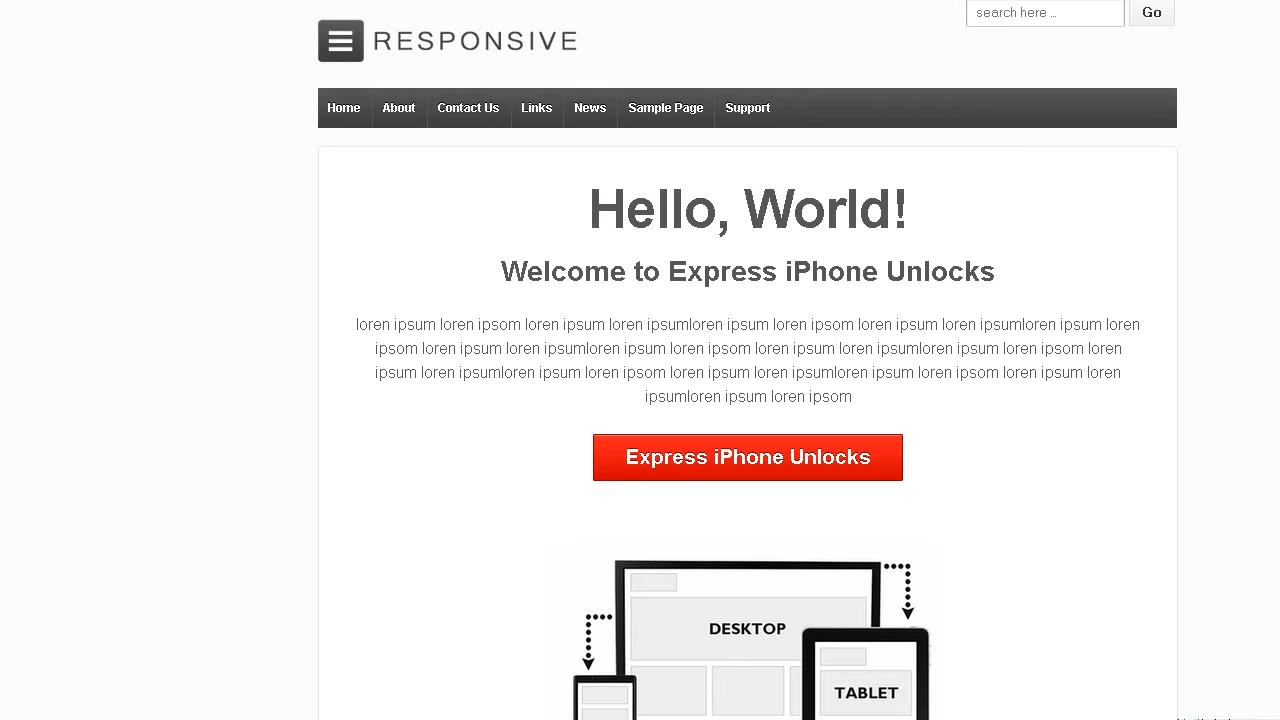 search here ..
Go
RESPONSIVE
Home About Contact Us Links News Sample Page Support
Hello, World!
Welcome to Express iPhone Unlocks
loren ipsum loren ipsom loren ipsum loren ipsumloren ipsum loren ipsom loren ipsum loren ipsumloren ipsum loren
ipsom loren ipsum loren ipsumloren ipsum loren ipsom loren ipsum loren ipsumloren ipsum loren ipsom loren
ipsum loren ipsumloren ipsum loren ipsom loren ipsum loren ipsumloren ipsum loren ipsom loren ipsum loren
ipsumloren ipsum loren ipsom
Express iPhone Unlocks
DESKTOP
TABLET